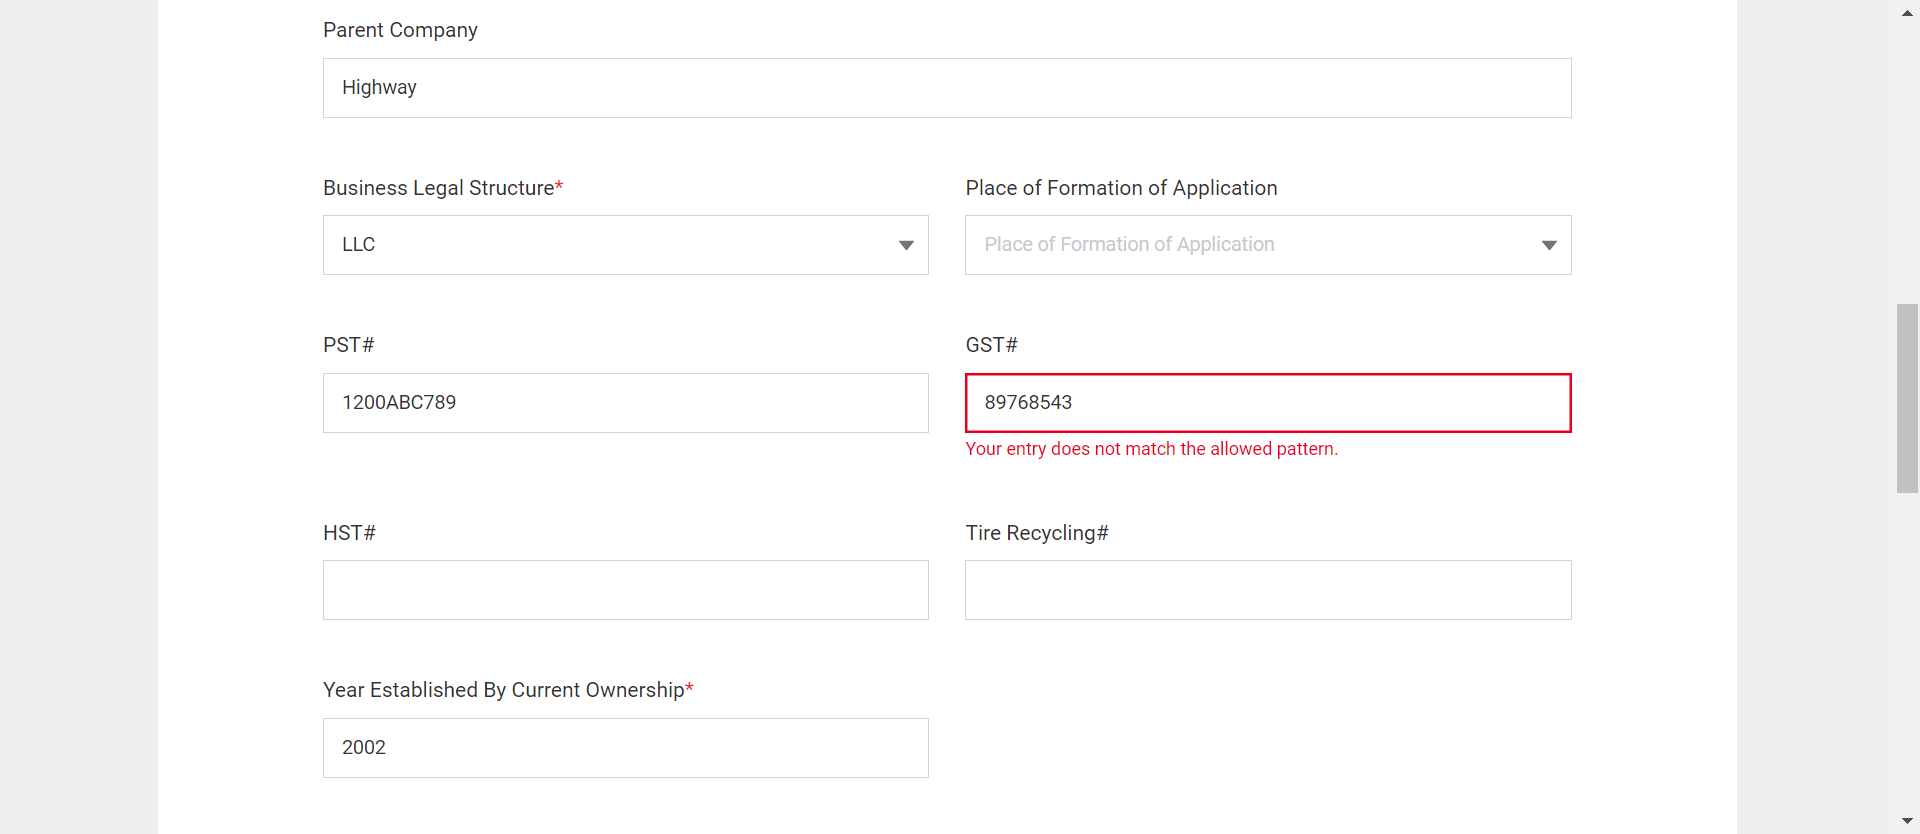 Parent Company
Highway
Business Legal Structure*
Place of Formation of Application
LLC
Place of Formation of Application
PST#
GST#
1200ABC789
89768543
Your entry does not match the allowed pattern.
HST#
Tire Recycling#
Year Established By Current Ownership*
2002